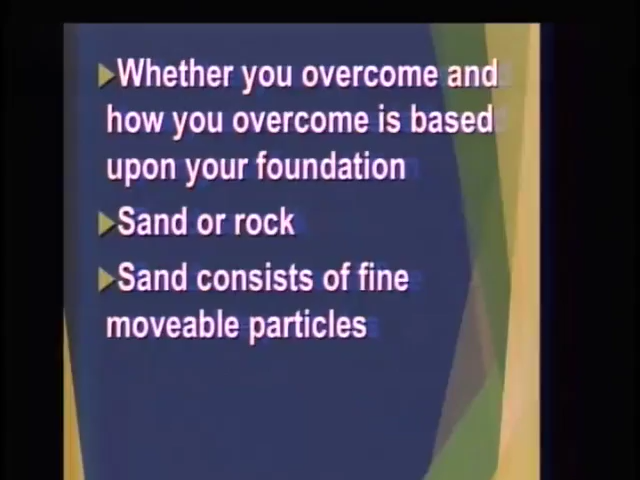 Whether you overcome and
how you overcome is based
upon your foundation
Sand or rock
Sand consists of fine
moveable particles